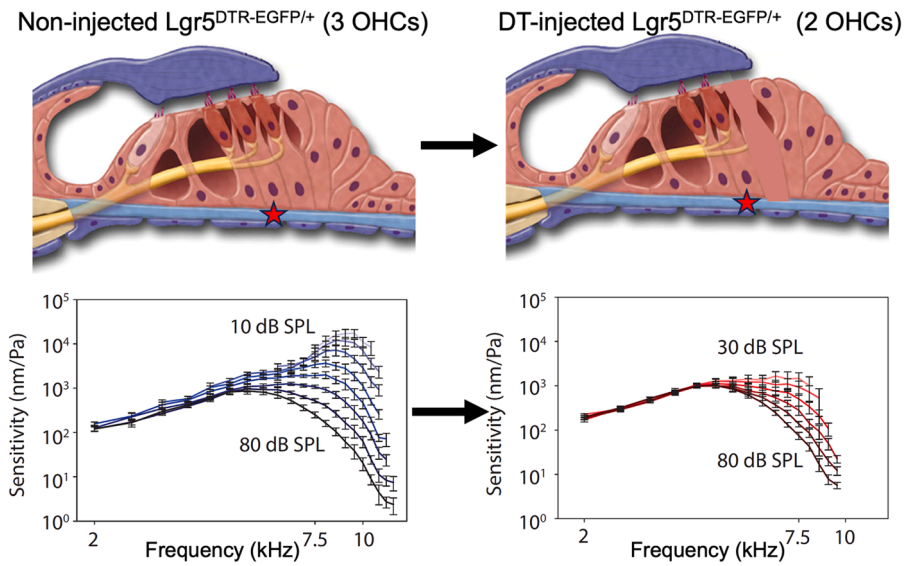 Non-injected Lgr5DTR-EGFP/+ (3 OHCs)
DT-injected Lgr5DTR-EGFP/+ (2 OHCs)
Sensitivity (nm/Pa)
10⁵
10⁴
10³
10²
10¹
10⁰
10 dB SPL
80 dB SPL
2
7.5
10
Frequency (kHz)
Sensitivity (nm/Pa)
10⁵
10⁴
10³
10²
10¹
10⁰
30 dB SPL
80 dB SPL
2
7.5
10
Frequency (kHz)